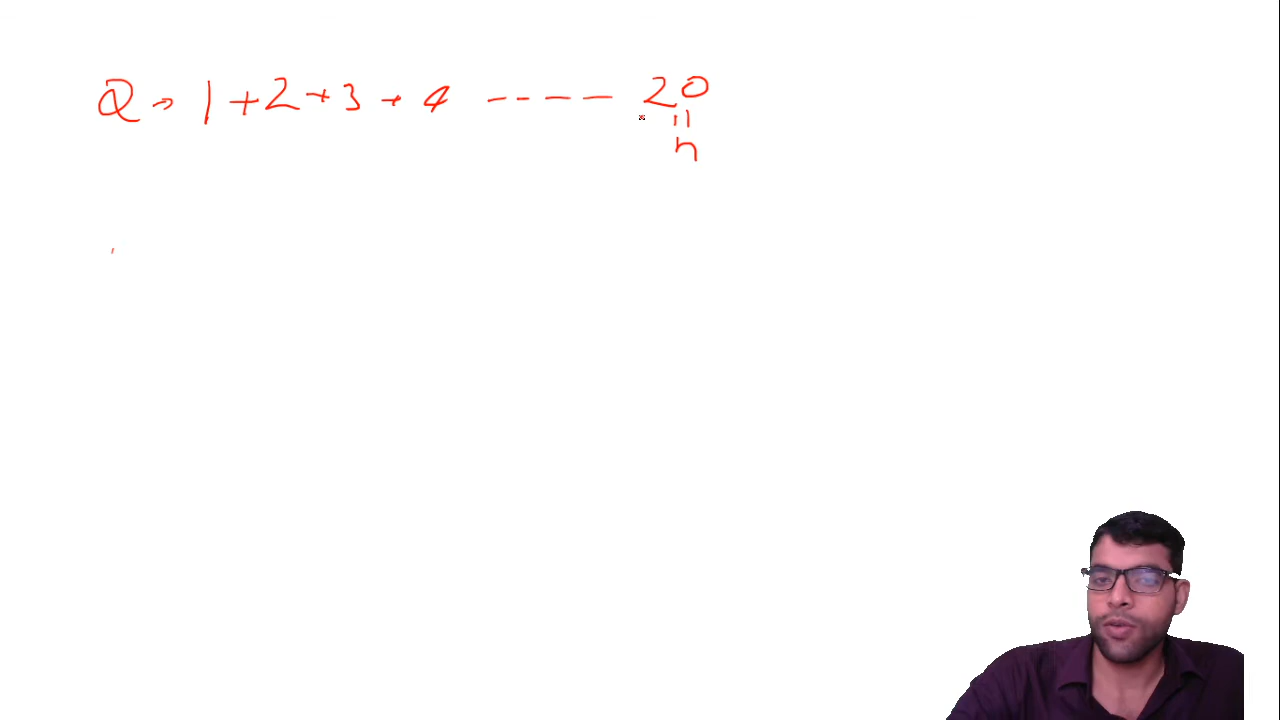 Q → 1 + 2 + 3 + 4 ---- 20
||
n